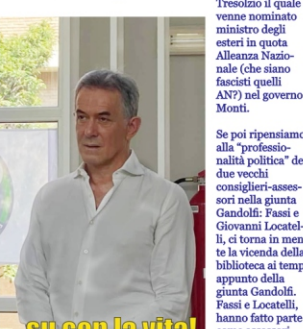 Tresolzio il quale
venne nominato
ministro degli
esteri in quota
Alleanza Nazio-
nale (che siano
fascisti quelli
AN?) nel governo
Monti.
Se poi ripensiamo
alla “professio-
nalità politica” de
due vecchi
consiglieri-asses-
sori nella giunta
Gandolfi: Fassi e
Giovanni Locatel-
li, ci torna in men
te la vicenda della
biblioteca ai temp
appunto della
giunta Gandolfi.
Fassi e Locatelli,
hanno fatto parte
su con la vita!